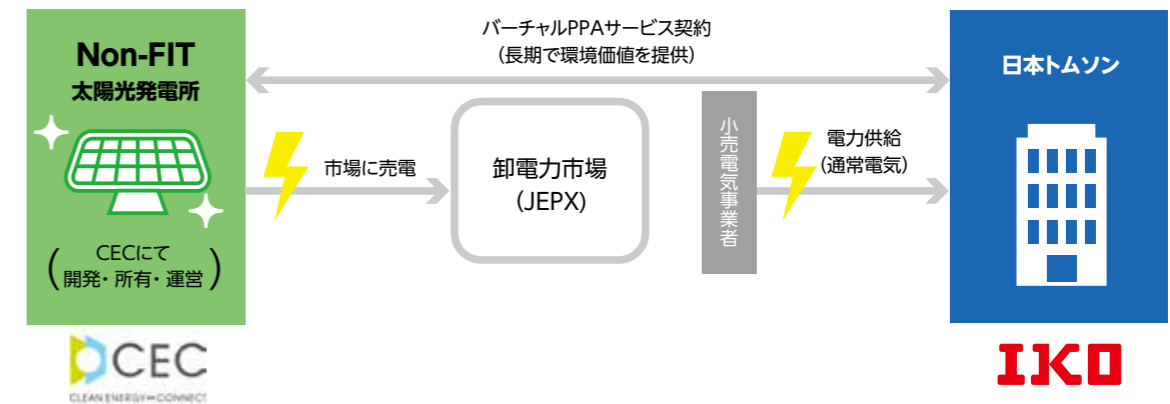 バーチャルPPAサービス契約
(長期で環境価値を提供)
Non-FIT
太陽光発電所
市場に売電
卸電力市場
(JEPX)
小売電気事業者
電力供給
(通常電気)
日本トムソン
(CECにて
開発・所有・運営)
CEC
CLEAN ENERGY CONNECT
IKO